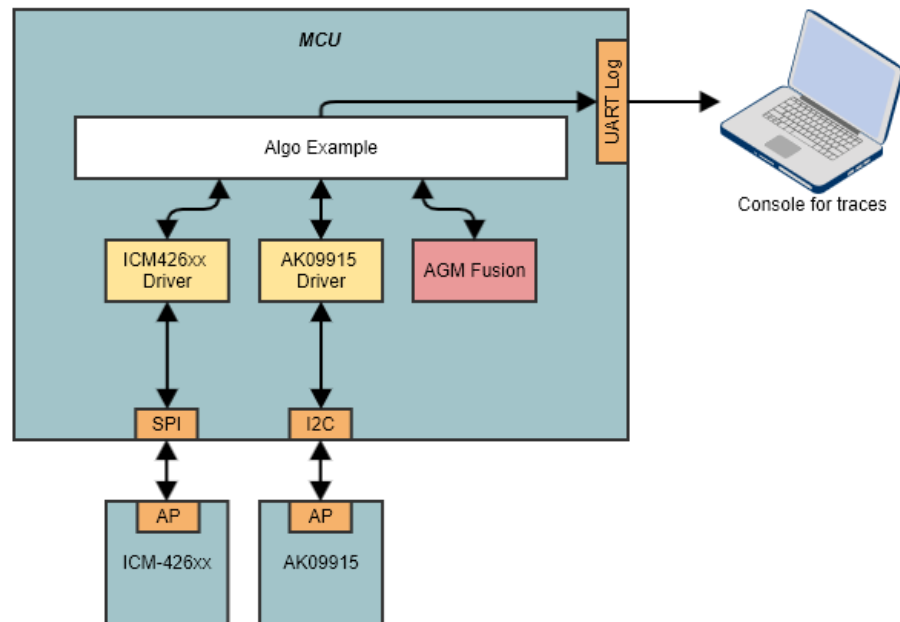 MCU
UART Log
Algo Example
Console for traces
ICM426xx
Driver
AK09915
Driver
AGM Fusion
SPI
I2C
AP
AP
ICM-426xx
AK09915